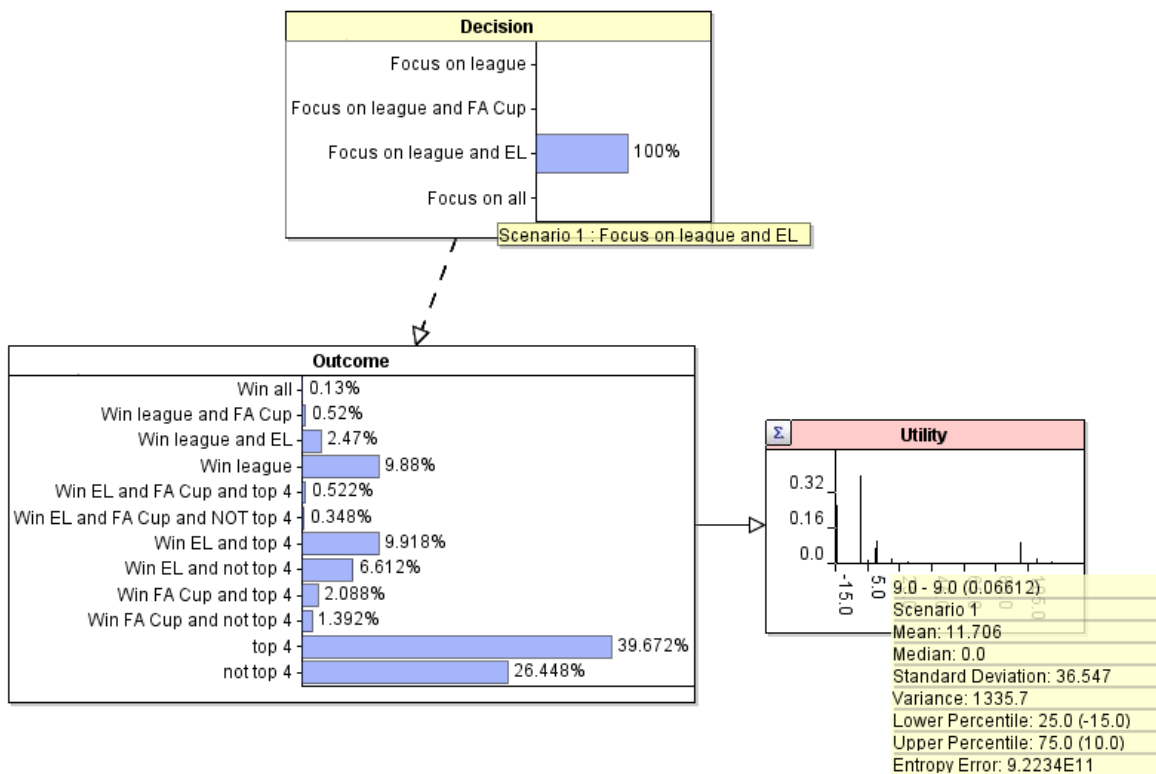 Decision
Focus on league
Focus on league and FA Cup
Focus on league and EL 100%
Focus on all
Scenario 1 : Focus on league and EL
Outcome
Win all 0.13%
Win league and FA Cup 0.52%
Win league and EL 2.47%
Win league 9.88%
Win EL and FA Cup and top 4 0.522%
Win EL and FA Cup and NOT top 4 0.348%
Win EL and top 4 9.918%
Win EL and not top 4 6.612%
Win FA Cup and top 4 2.088%
Win FA Cup and not top 4 1.392%
top 4 39.672%
not top 4 26.448%
Σ Utility
0.32
0.16
0.0
-15.0
5.0
9.0 - 9.0 (0.06612)
Scenario 1
Mean: 11.706
Median: 0.0
Standard Deviation: 36.547
Variance: 1335.7
Lower Percentile: 25.0 (-15.0)
Upper Percentile: 75.0 (10.0)
Entropy Error: 9.2234E11